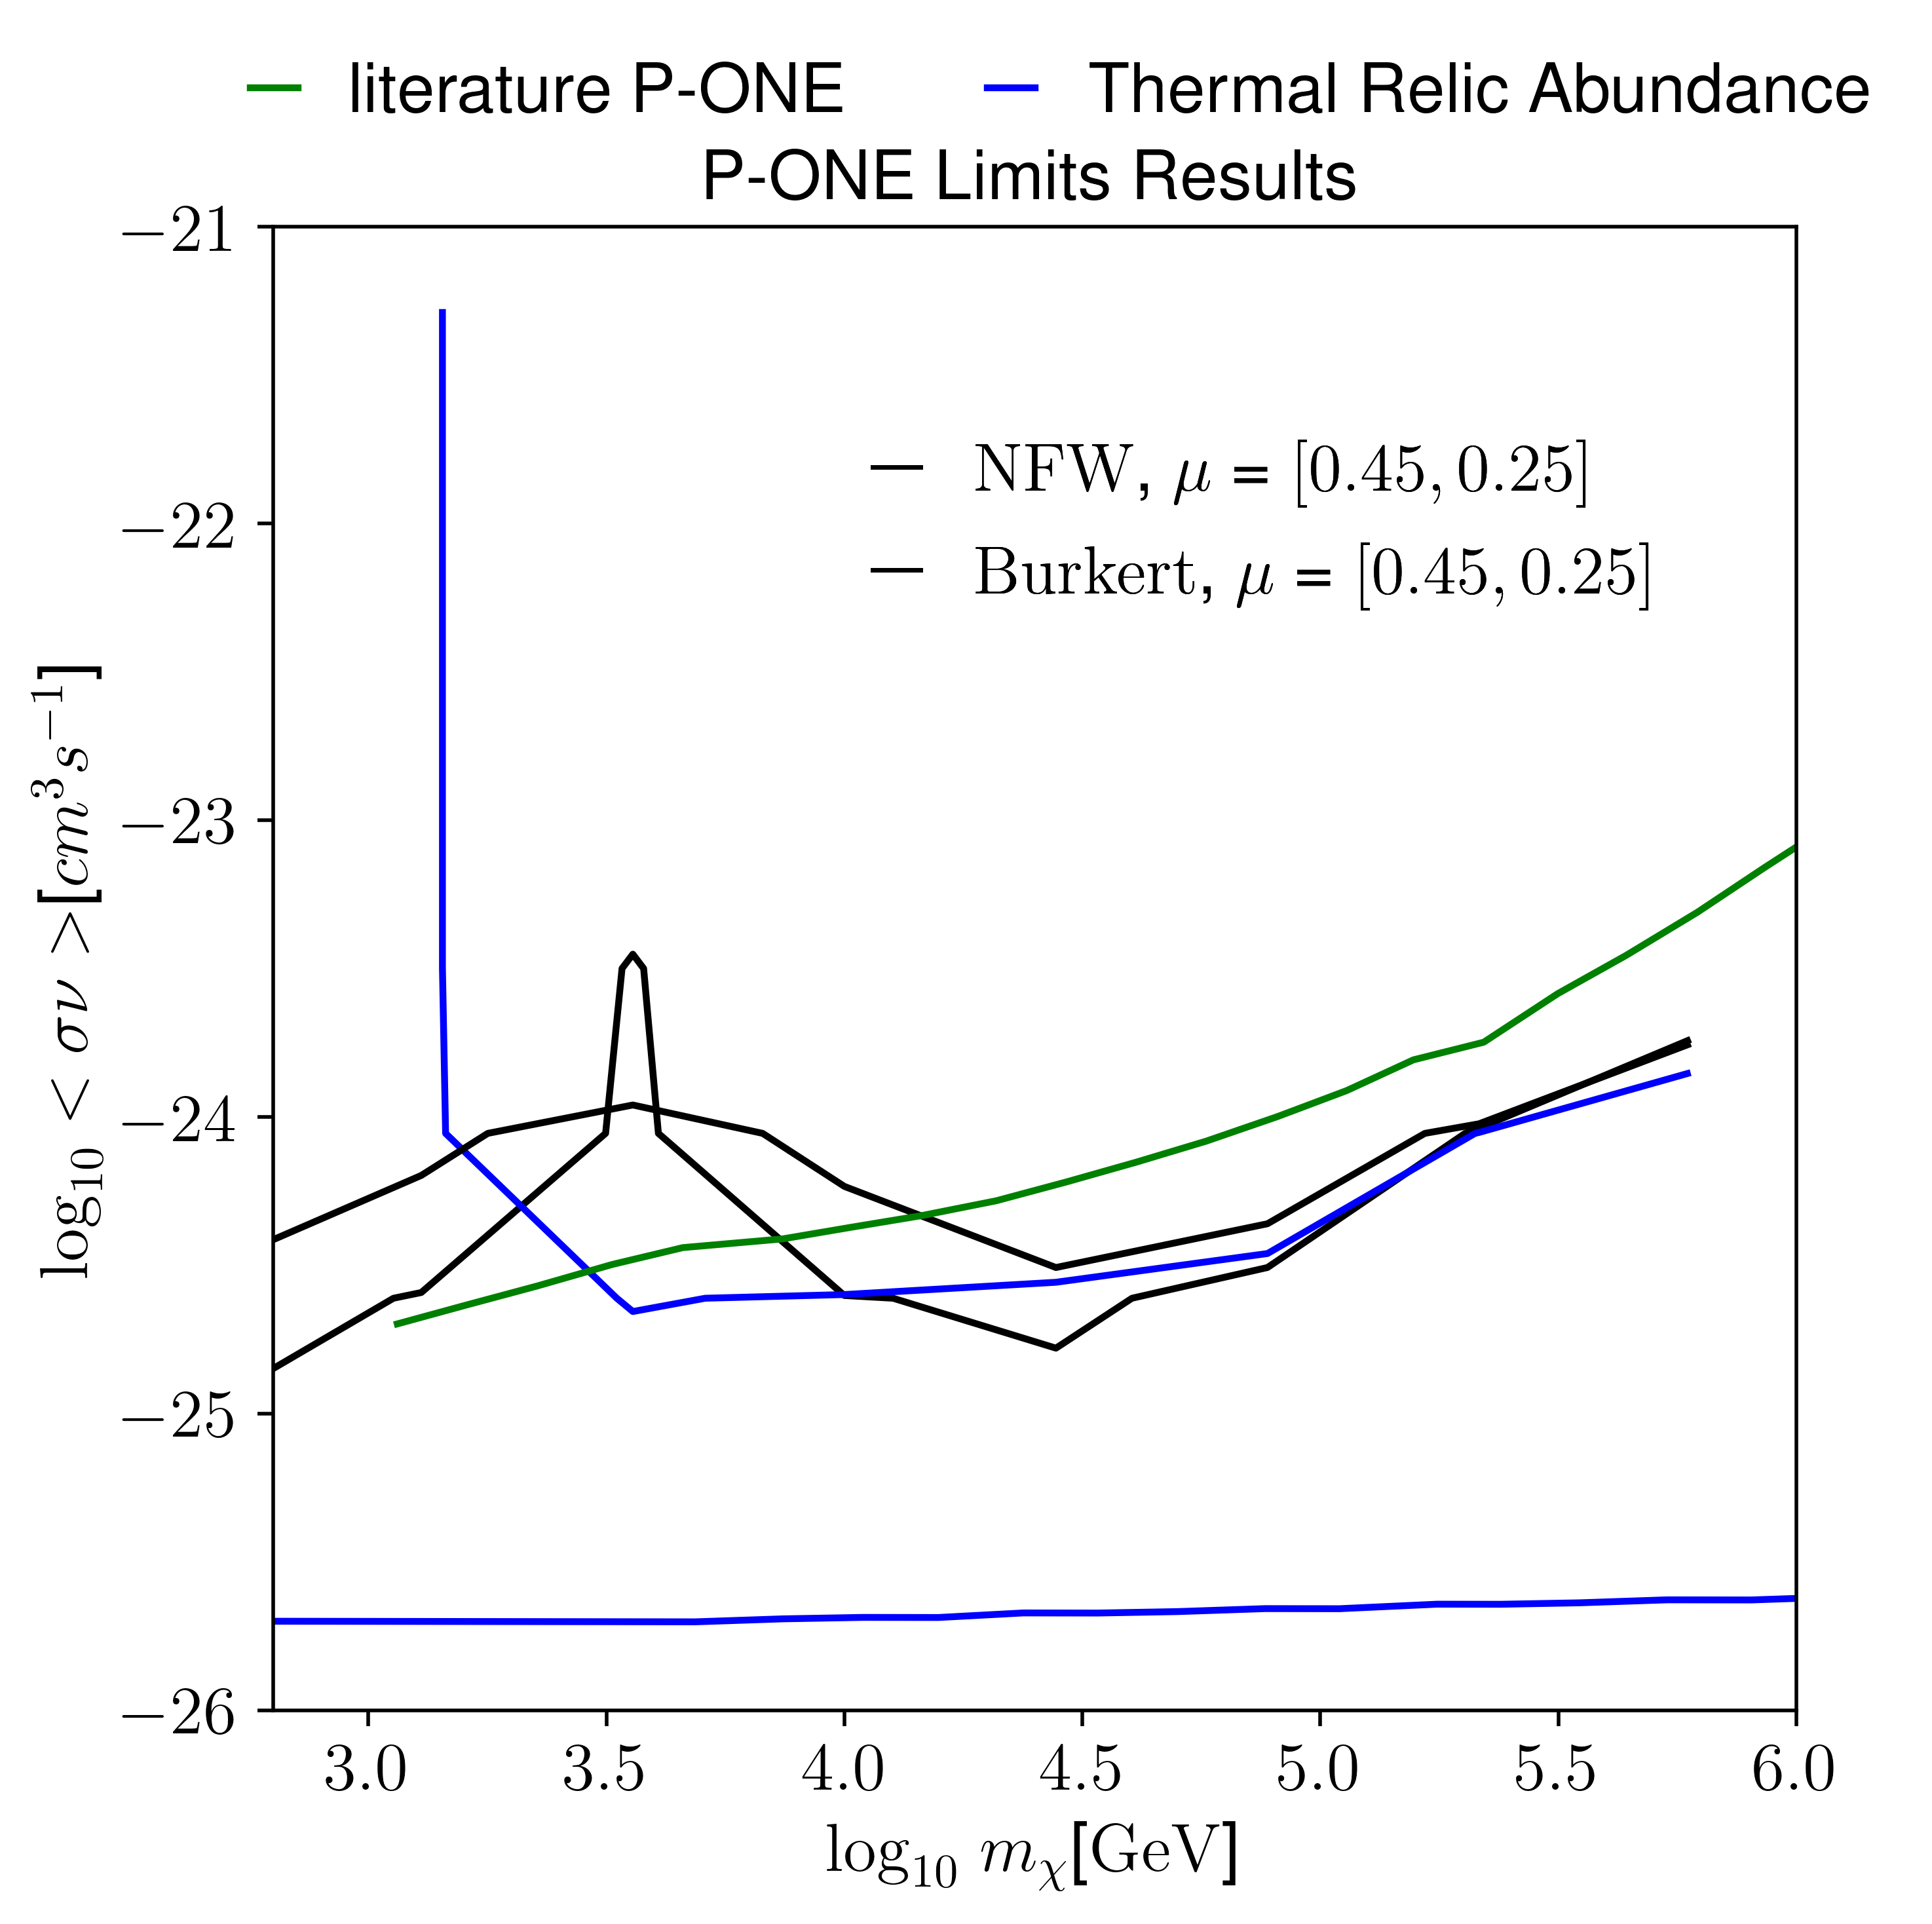 literature P-ONE Thermal Relic Abundance
P-ONE Limits Results
−21
−22
−23
−24
−25
−26
log₁₀ < σν >[cm³s⁻¹]
NFW, μ = [0.45, 0.25]
Burkert, μ = [0.45, 0.25]
3.0 3.5 4.0 4.5 5.0 5.5 6.0
log₁₀ mᵪ[GeV]